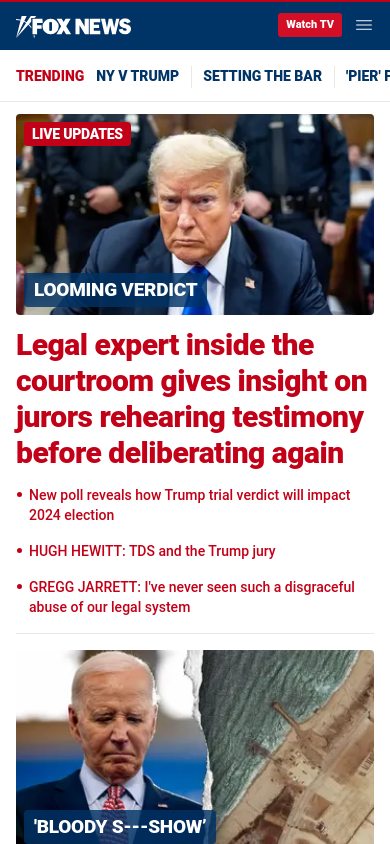 FOX NEWS
Watch TV
TRENDING NY V TRUMP SETTING THE BAR 'PIER' F
LIVE UPDATES
LOOMING VERDICT
Legal expert inside the
courtroom gives insight on
jurors rehearing testimony
before deliberating again
• New poll reveals how Trump trial verdict will impact
2024 election
• HUGH HEWITT: TDS and the Trump jury
• GREGG JARRETT: I've never seen such a disgraceful
abuse of our legal system
'BLOODY S---SHOW'